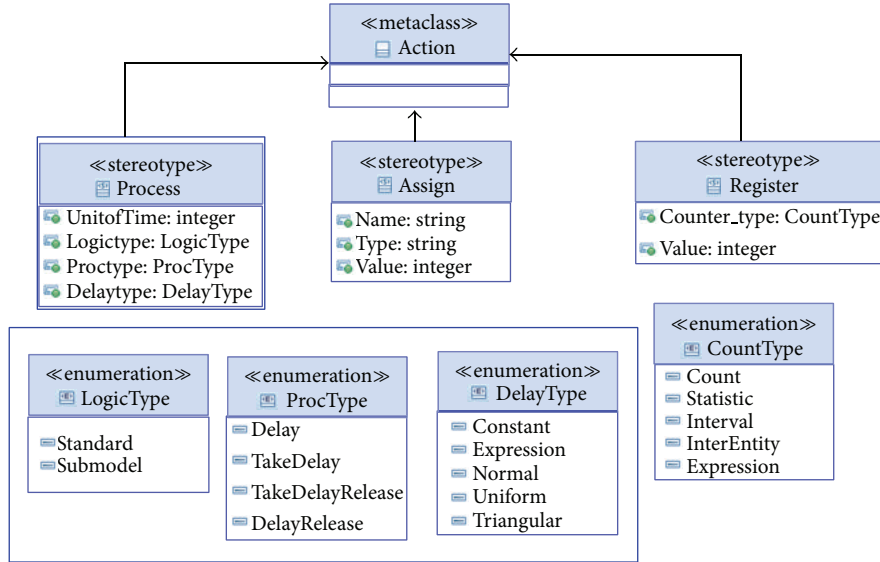 ≪metaclass≫
Action
≪stereotype≫
Process
UnitofTime: integer
Logictype: LogicType
Proctype: ProcType
Delaytype: DelayType
≪stereotype≫
Assign
Name: string
Type: string
Value: integer
≪stereotype≫
Register
Counter_type: CountType
Value: integer
≪enumeration≫
LogicType
Standard
Submodel
≪enumeration≫
ProcType
Delay
TakeDelay
TakeDelayRelease
DelayRelease
≪enumeration≫
DelayType
Constant
Expression
Normal
Uniform
Triangular
≪enumeration≫
CountType
Count
Statistic
Interval
InterEntity
Expression